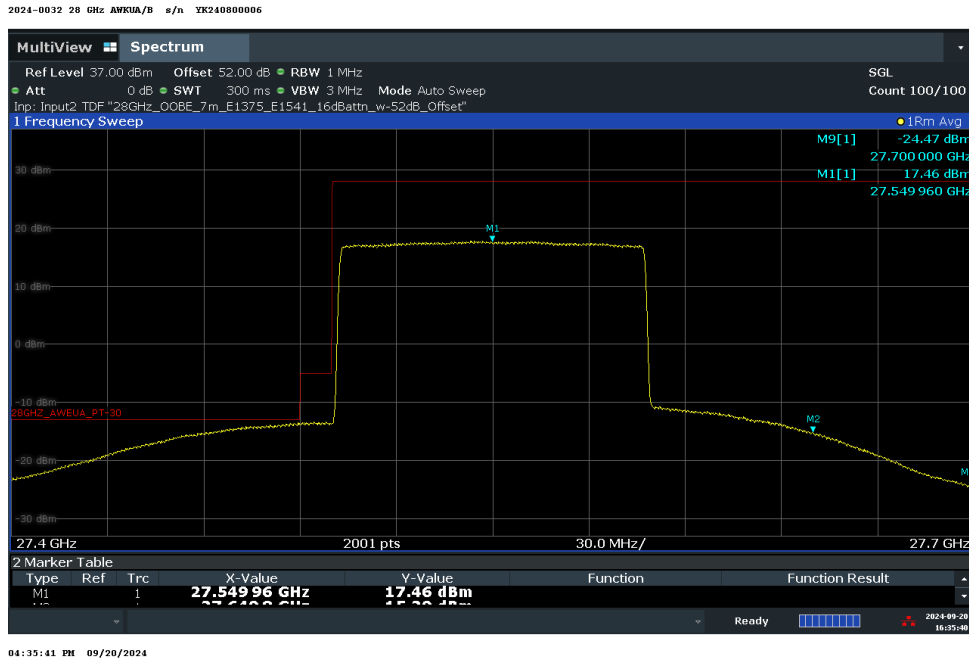 2024-0032 28 GHz AWKUA/B s/n YK240800006
MultiView Spectrum
Ref Level 37.00 dBm Offset 52.00 dB RBW 1 MHz SGL
Att 0 dB SWT 300 ms VBW 3 MHz Mode Auto Sweep Count 100/100
Inp: Input2 TDF "28GHz_OOBE_7m_E1375_E1541_16dBattn_w-52dB_Offset"
1 Frequency Sweep 1Rm Avg
M9[1] -24.47 dBm
27.700 000 GHz
M1[1] 17.46 dBm
27.549 960 GHz
30 dBm
20 dBm
M1
10 dBm
0 dBm
-10 dBm
28GHZ_AWEUA_PT-30
M2
-20 dBm
M
-30 dBm
27.4 GHz 2001 pts 30.0 MHz/ 27.7 GHz
2 Marker Table
Type Ref Trc X-Value Y-Value Function Function Result
M1 1 27.549 96 GHz 17.46 dBm
Ready 2024-09-20
16:35:40
04:35:41 PM 09/20/2024